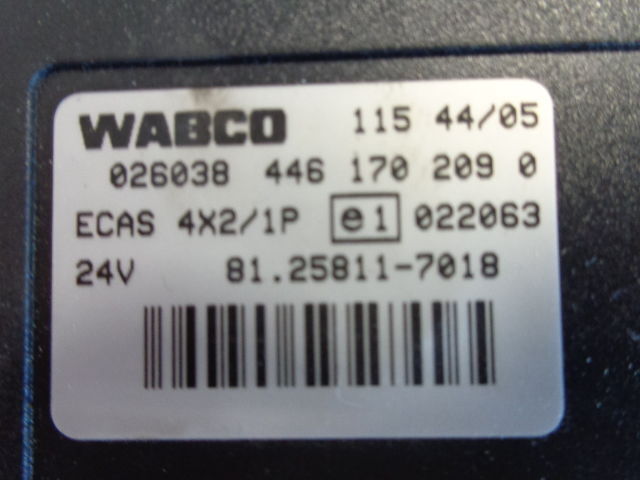 WABCO 115 44/05
026038 446 170 209 0
ECAS 4X2/1P e1 022063
24V 81.25811-7018